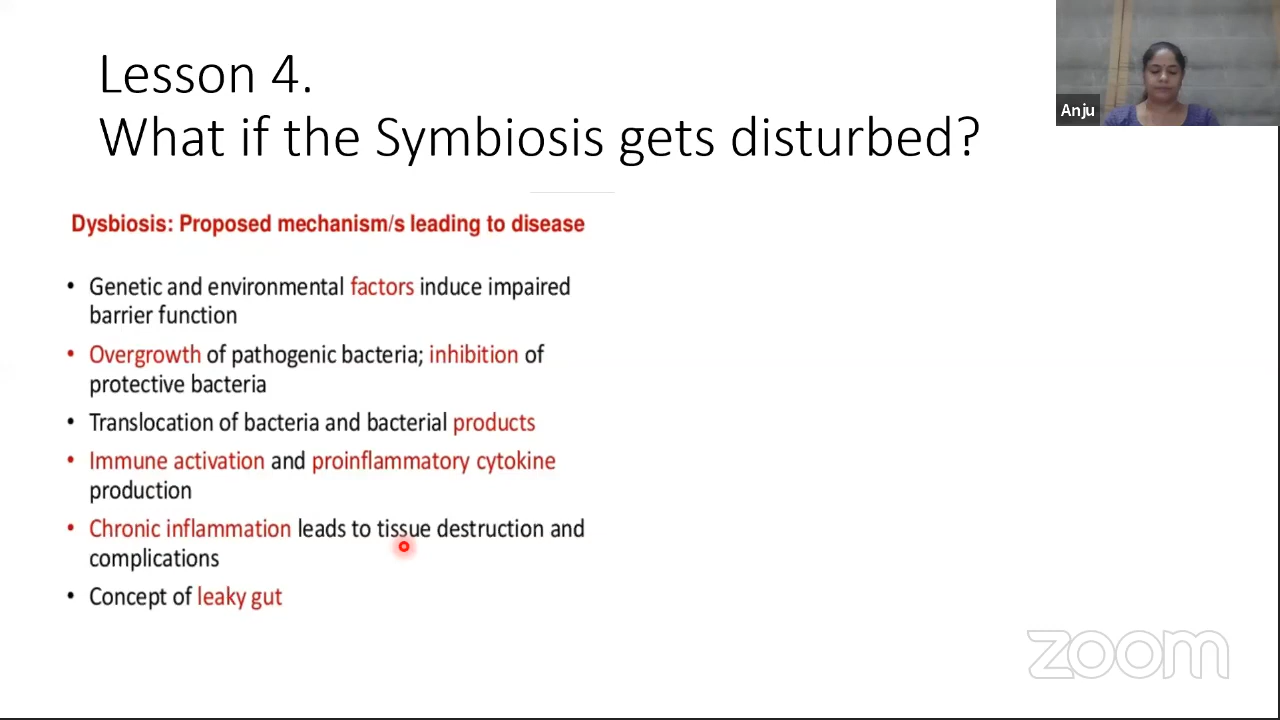 Lesson 4.
What if the Symbiosis gets disturbed?
Anju
Dysbiosis: Proposed mechanism/s leading to disease
• Genetic and environmental factors induce impaired
barrier function
• Overgrowth of pathogenic bacteria; inhibition of
protective bacteria
• Translocation of bacteria and bacterial products
• Immune activation and proinflammatory cytokine
production
• Chronic inflammation leads to tissue destruction and
complications
• Concept of leaky gut
zoom